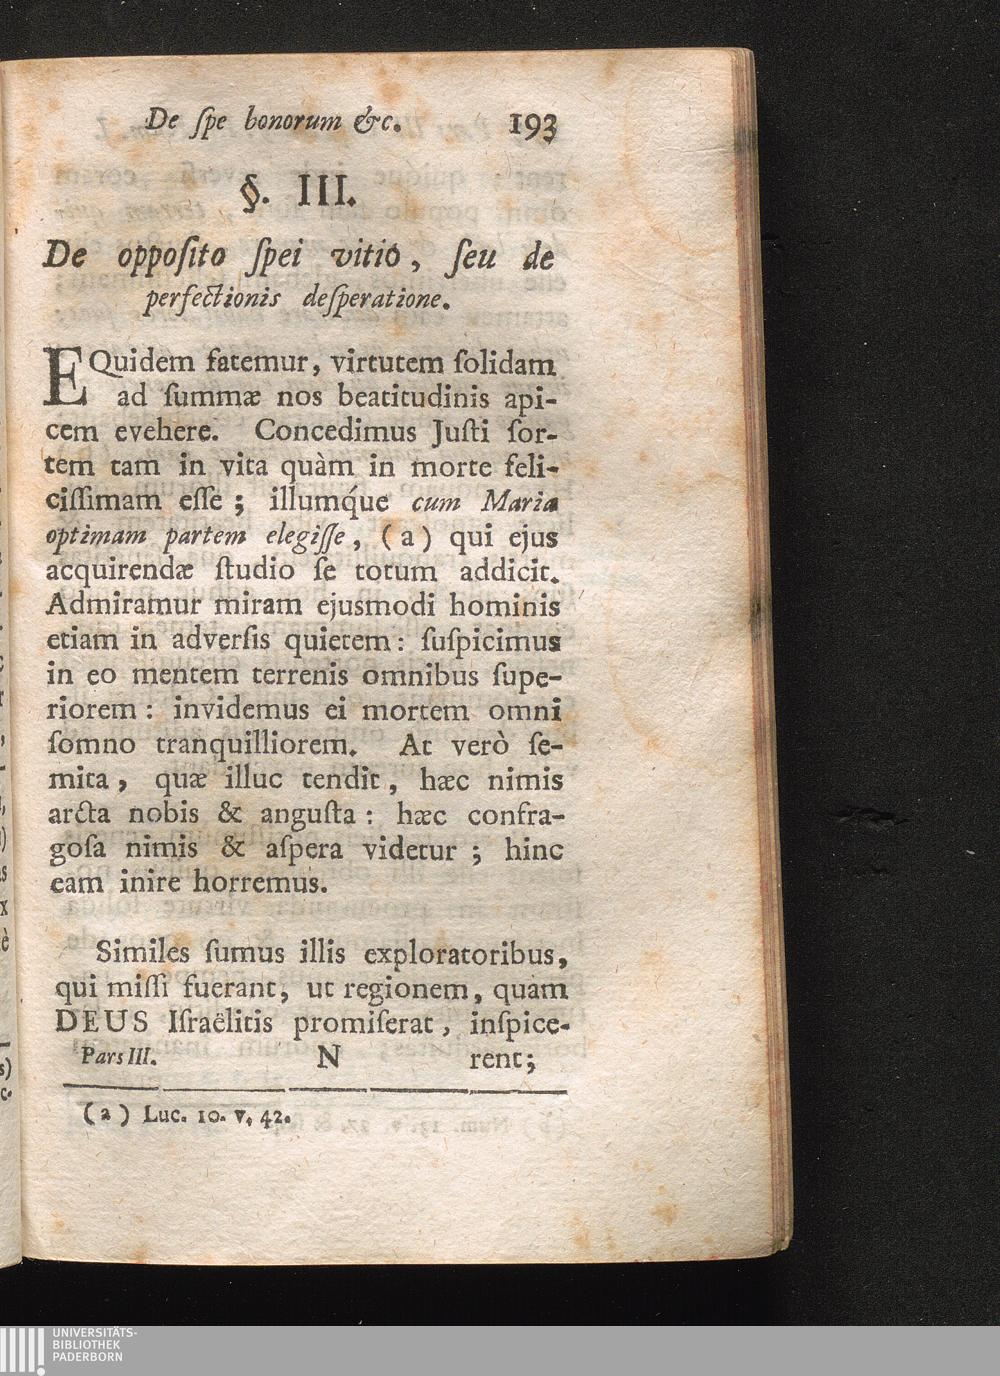 De ſpe bonorum &c. 193
§. III.
De oppoſito ſpei vitio, ſeu de
perfectionis deſperatione.
EQuidem fatemur, virtutem ſolidam
ad ſummæ nos beatitudinis api-
cem evehere. Concedimus Juſti ſor-
tem tam in vita quàm in morte feli-
ciſſimam eſſe; illumq́ue cum Maria
optimam partem elegiſſe, (a) qui ejus
acquirendæ ſtudio ſe totum addicit.
Admiramur miram ejusmodi hominis
etiam in adverſis quietem: ſuſpicimus
in eo mentem terrenis omnibus ſupe-
riorem: invidemus ei mortem omni
ſomno tranquilliorem. At verò ſe-
mita, quæ illuc tendit, hæc nimis
arcta nobis & anguſta: hæc confra-
goſa nimis & aſpera videtur; hinc
eam inire horremus.
Similes ſumus illis exploratoribus,
qui miſſi fuerant, ut regionem, quam
DEUS Iſraëlitis promiſerat, inſpice-
Pars III. N rent;
(a) Luc. 10. v. 42.
UNIVERSITÄTS-
BIBLIOTHEK
PADERBORN